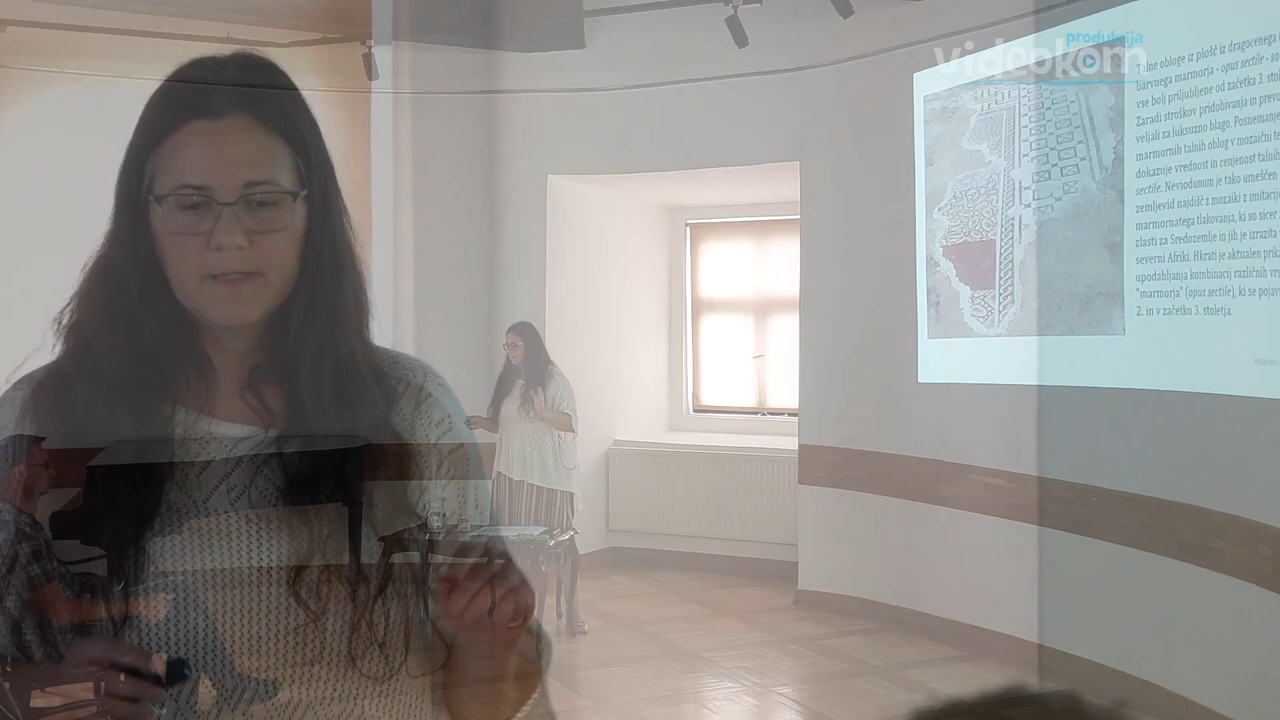 produkcija
videokom
Talne obloge iz plošč iz dragocenega
barvnega marmorja - opus sectile - so
vse bolj priljubljene od začetka 3. sto
Zaradi stroškov pridobivanja in prevo
veljali za luksuzno blago. Posnemanje
marmornih talnih oblog v mozaični te
dokazuje vrednost in cenjenost talnih
sectile. Neviodunum je tako umeščen
zemljevid najdišč z mozaiki z imitacijo
marmornatega tlakovanja, ki so sicer
zlasti za Sredozemlje in jih je izrazita
severni Afriki. Hkrati je aktualen prika
upodabljanja kombinacij različnih vrs
"marmorja" (opus sectile), ki se pojav
2. in v začetku 3. stoletja.